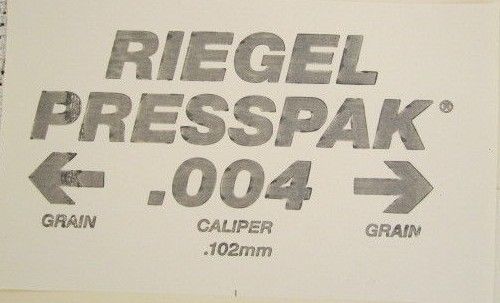 RIEGEL
PRESSPAK®
.004
GRAIN CALIPER GRAIN
.102mm